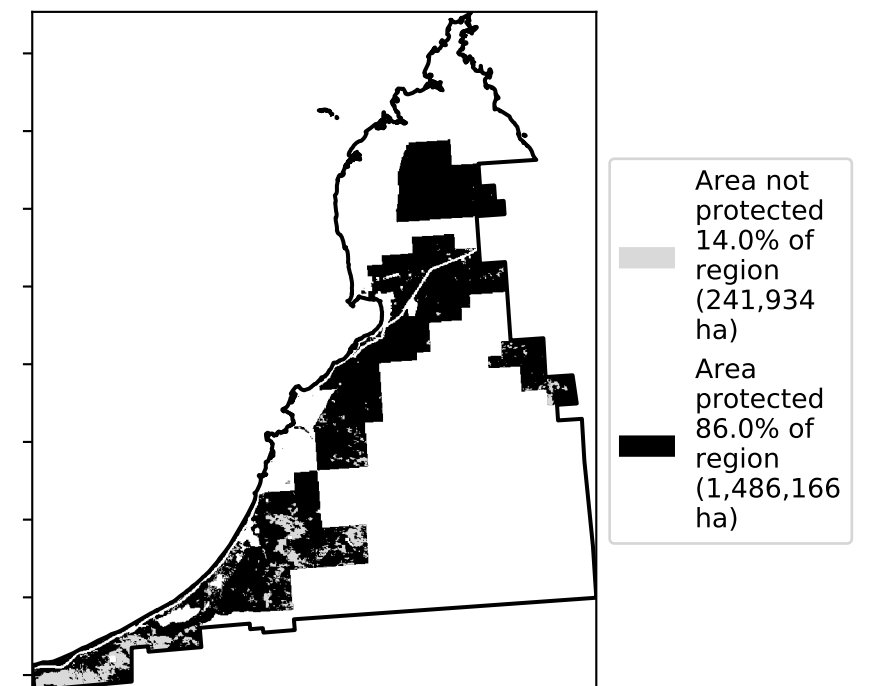 Area not
protected
14.0% of
region
(241,934
ha)
Area
protected
86.0% of
region
(1,486,166
ha)